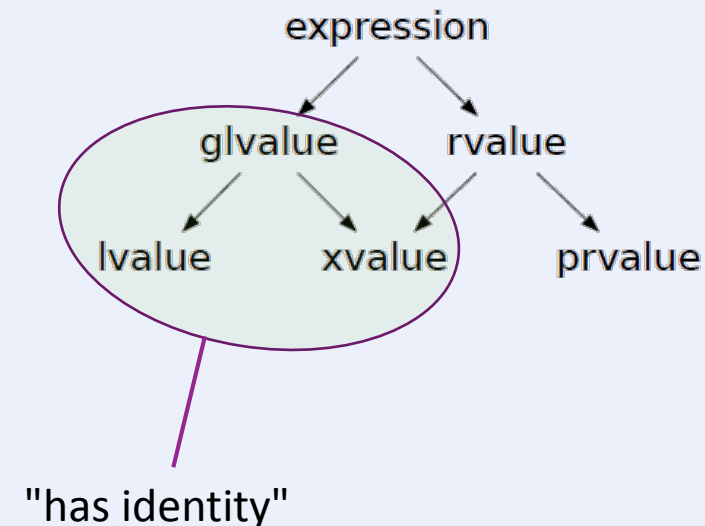 expression
glvalue rvalue
lvalue xvalue prvalue
"has identity"